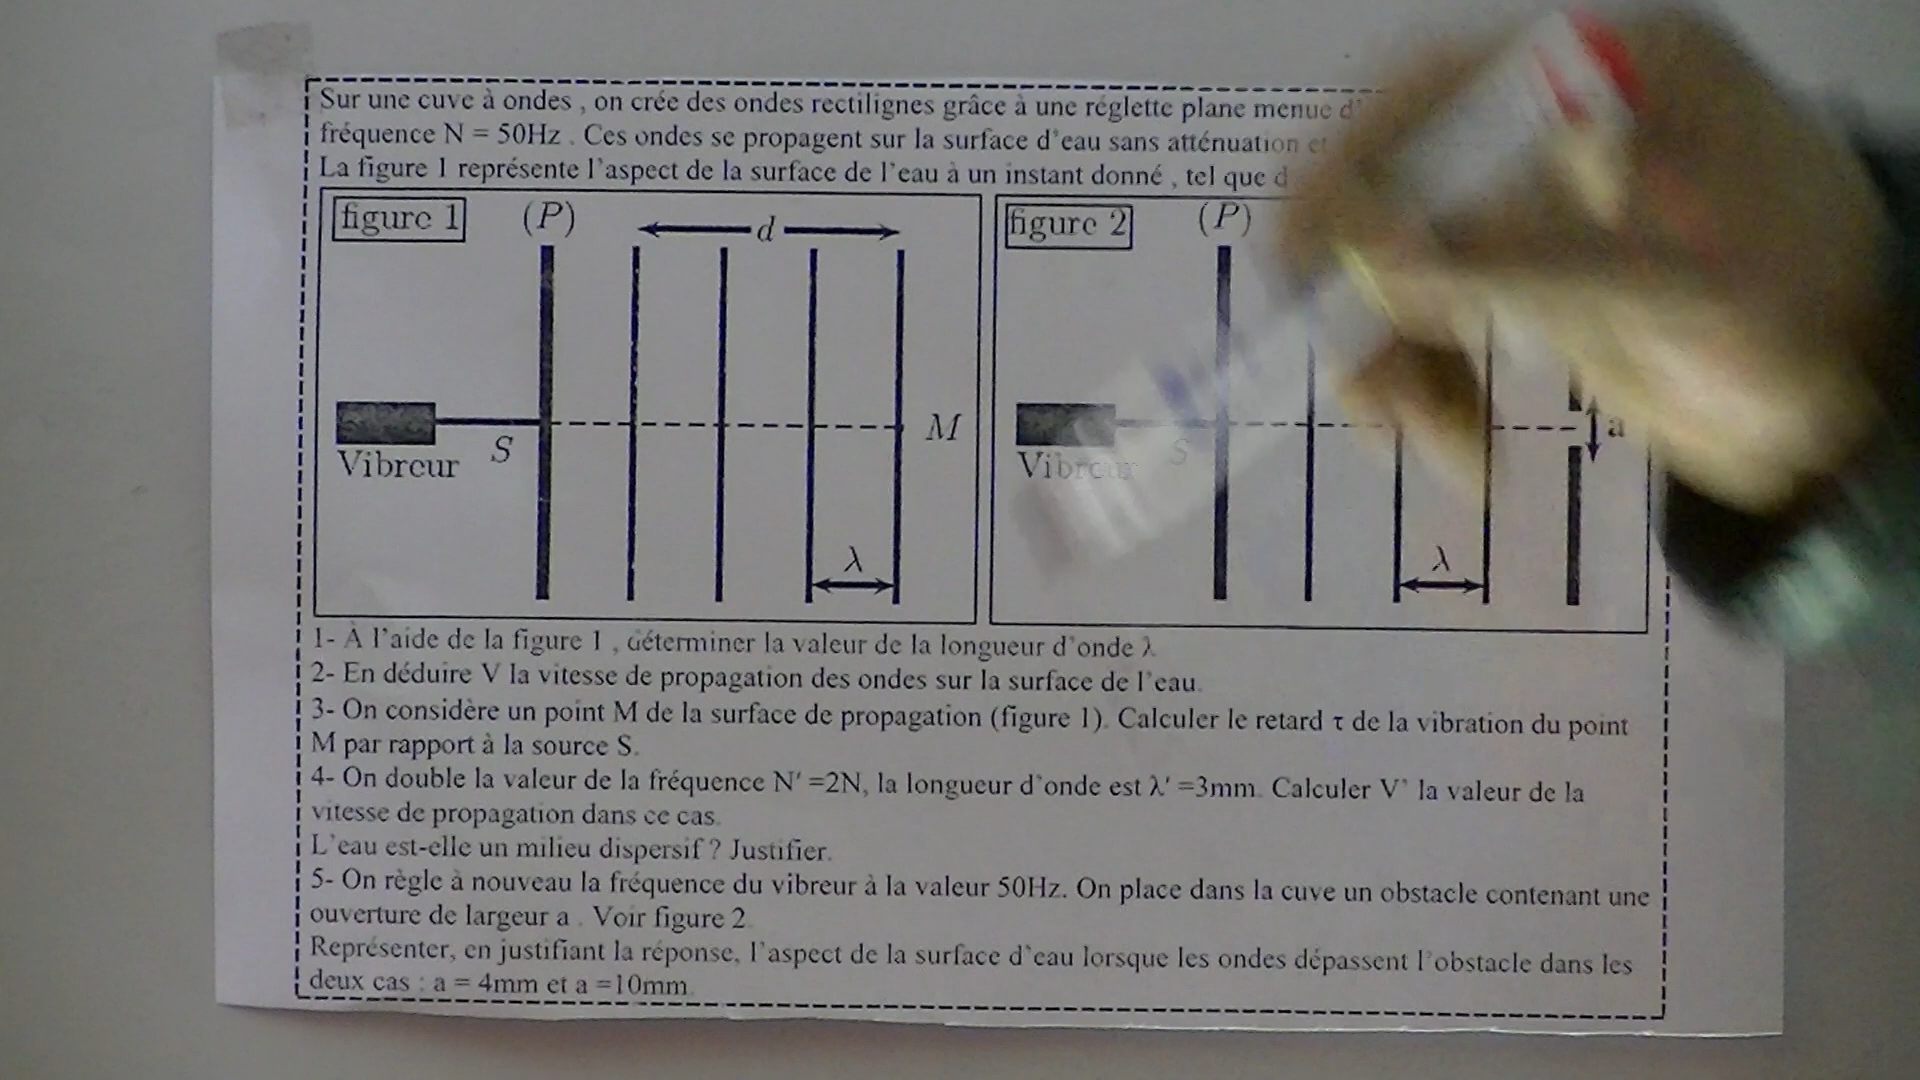 Sur une cuve à ondes , on crée des ondes rectilignes grâce à une réglette plane menue d'
fréquence N = 50Hz . Ces ondes se propagent sur la surface d'eau sans atténuation et
La figure 1 représente l'aspect de la surface de l'eau à un instant donné , tel que d
figure 1 (P) d
M
S
Vibreur
λ
figure 2 (P)
a
S
Vibreur
λ
1- À l'aide de la figure 1 , déterminer la valeur de la longueur d'onde λ
2- En déduire V la vitesse de propagation des ondes sur la surface de l'eau.
3- On considère un point M de la surface de propagation (figure 1). Calculer le retard τ de la vibration du point
M par rapport à la source S.
4- On double la valeur de la fréquence N' =2N, la longueur d'onde est λ' =3mm. Calculer V' la valeur de la
vitesse de propagation dans ce cas.
L'eau est-elle un milieu dispersif ? Justifier.
5- On règle à nouveau la fréquence du vibreur à la valeur 50Hz. On place dans la cuve un obstacle contenant une
ouverture de largeur a . Voir figure 2.
Représenter, en justifiant la réponse, l'aspect de la surface d'eau lorsque les ondes dépassent l'obstacle dans les
deux cas : a = 4mm et a =10mm.